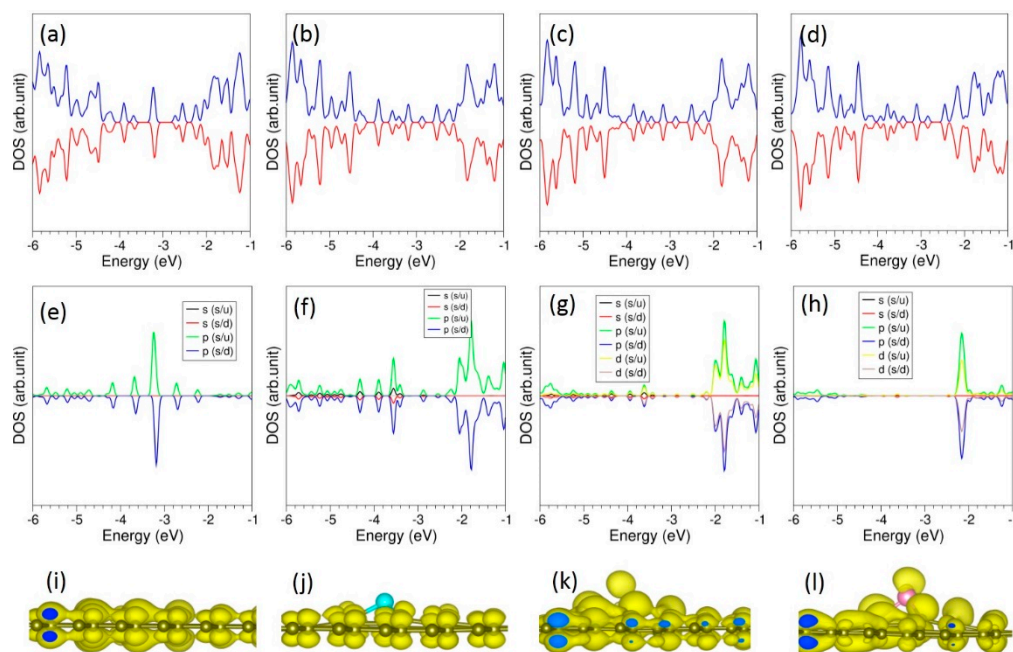 (a) (b) (c) (d)
DOS (arb.unit) DOS (arb.unit) DOS (arb.unit) DOS (arb.unit)
-6 -5 -4 -3 -2 -1 -6 -5 -4 -3 -2 -1 -6 -5 -4 -3 -2 -1 -6 -5 -4 -3 -2 -1
Energy (eV) Energy (eV) Energy (eV) Energy (eV)
(e) (f) (g) (h)
s (s/u)
s (s/d)
p (s/u)
p (s/d)
s (s/u)
s (s/d)
p (s/u)
p (s/d)
s (s/u)
s (s/d)
p (s/u)
p (s/d)
d (s/u)
d (s/d)
s (s/u)
s (s/d)
p (s/u)
p (s/d)
d (s/u)
d (s/d)
DOS (arb.unit) DOS (arb.unit) DOS (arb.unit) DOS (arb.unit)
-6 -5 -4 -3 -2 -1 -6 -5 -4 -3 -2 -1 -6 -5 -4 -3 -2 -1 -6 -5 -4 -3 -2 -1
Energy (eV) Energy (eV) Energy (eV) Energy (eV)
(i) (j) (k) (l)